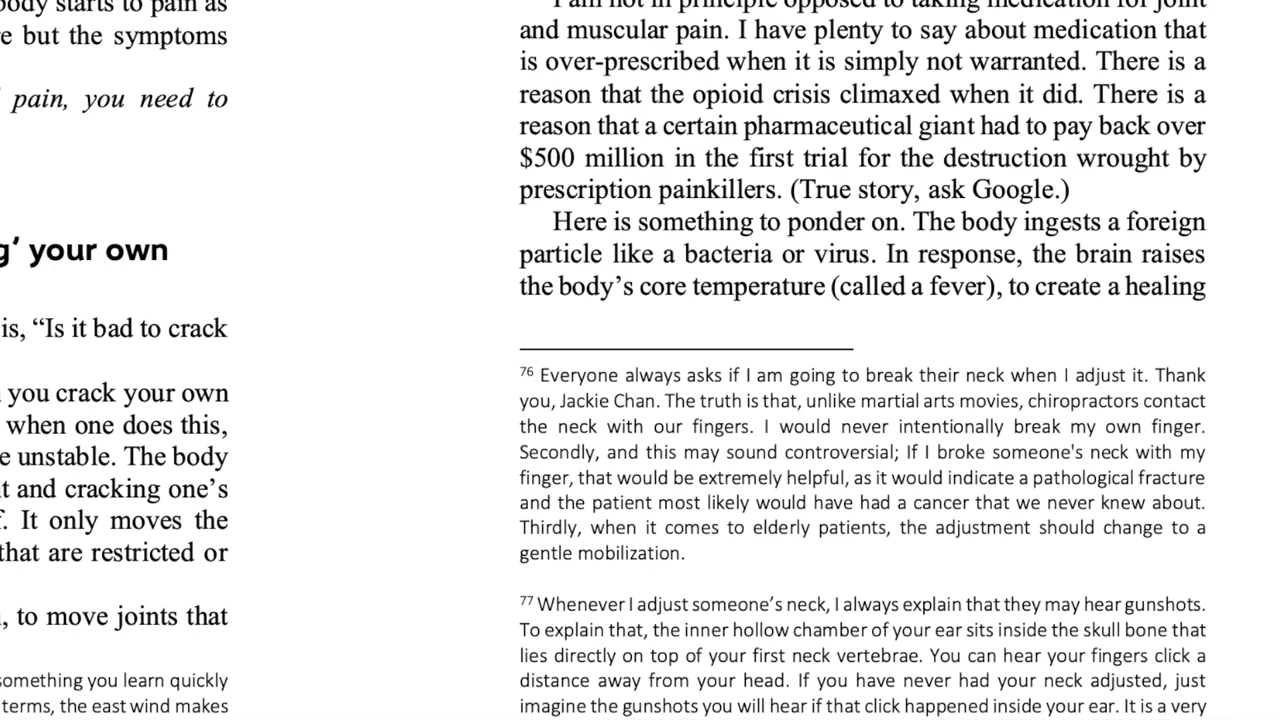 body starts to pain as
re but the symptoms
pain, you need to
g’ your own
is, “Is it bad to crack
you crack your own
when one does this,
e unstable. The body
t and cracking one’s
f. It only moves the
that are restricted or
, to move joints that
something you learn quickly
terms, the east wind makes
I am not in principle opposed to taking medication for joint
and muscular pain. I have plenty to say about medication that
is over-prescribed when it is simply not warranted. There is a
reason that the opioid crisis climaxed when it did. There is a
reason that a certain pharmaceutical giant had to pay back over
$500 million in the first trial for the destruction wrought by
prescription painkillers. (True story, ask Google.)
Here is something to ponder on. The body ingests a foreign
particle like a bacteria or virus. In response, the brain raises
the body’s core temperature (called a fever), to create a healing
76 Everyone always asks if I am going to break their neck when I adjust it. Thank
you, Jackie Chan. The truth is that, unlike martial arts movies, chiropractors contact
the neck with our fingers. I would never intentionally break my own finger.
Secondly, and this may sound controversial; If I broke someone's neck with my
finger, that would be extremely helpful, as it would indicate a pathological fracture
and the patient most likely would have had a cancer that we never knew about.
Thirdly, when it comes to elderly patients, the adjustment should change to a
gentle mobilization.
77 Whenever I adjust someone’s neck, I always explain that they may hear gunshots.
To explain that, the inner hollow chamber of your ear sits inside the skull bone that
lies directly on top of your first neck vertebrae. You can hear your fingers click a
distance away from your head. If you have never had your neck adjusted, just
imagine the gunshots you will hear if that click happened inside your ear. It is a very